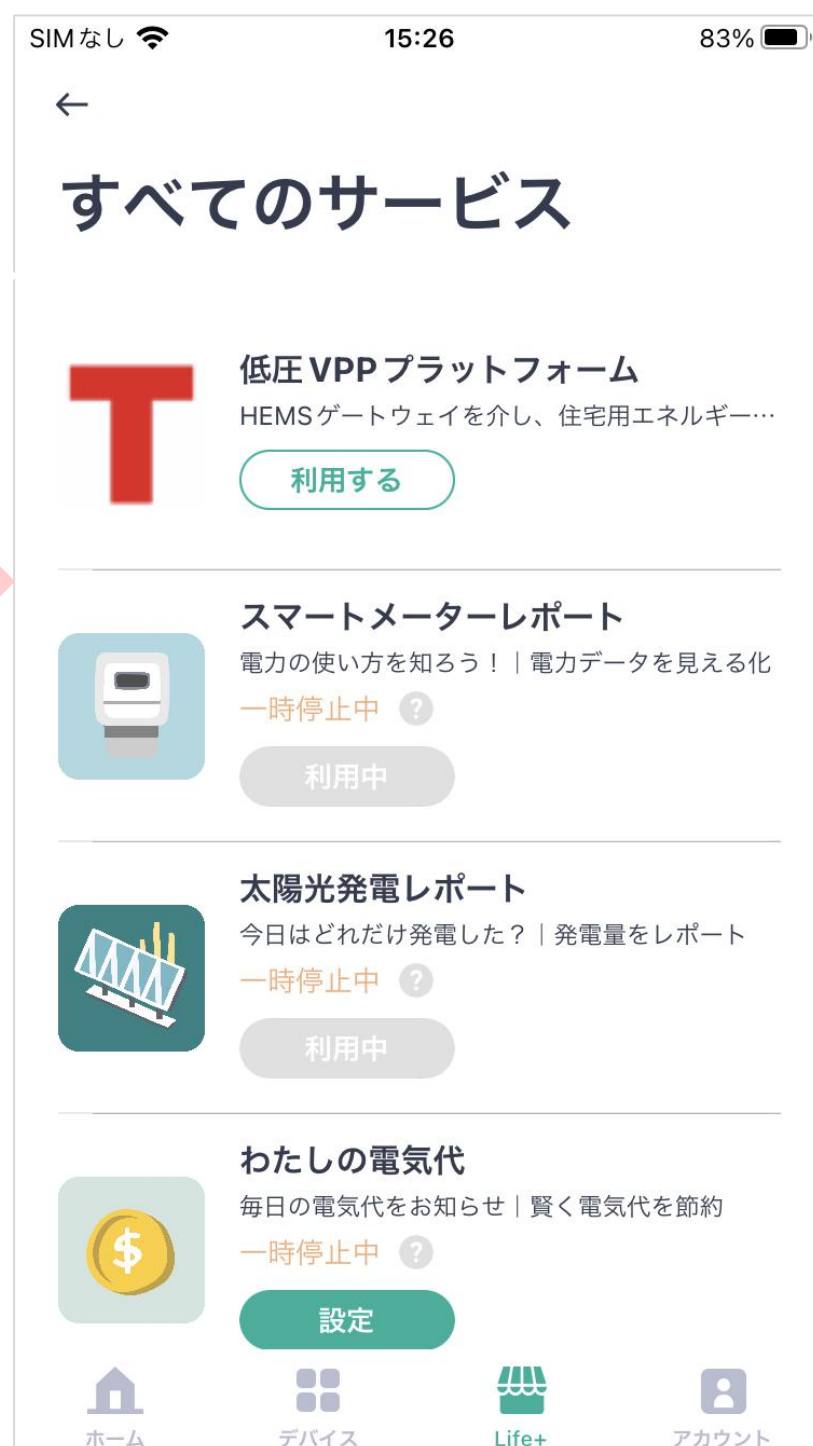 SIMなし 15:26 83%
すべてのサービス
T
低圧VPPプラットフォーム
HEMSゲートウェイを介し、住宅用エネルギー…
利用する
スマートメーターレポート
電力の使い方を知ろう！｜電力データを見える化
一時停止中 ?
利用中
太陽光発電レポート
今日はどれだけ発電した？｜発電量をレポート
一時停止中 ?
利用中
わたしの電気代
毎日の電気代をお知らせ｜賢く電気代を節約
$
一時停止中 ?
設定
ホーム デバイス Life+ アカウント